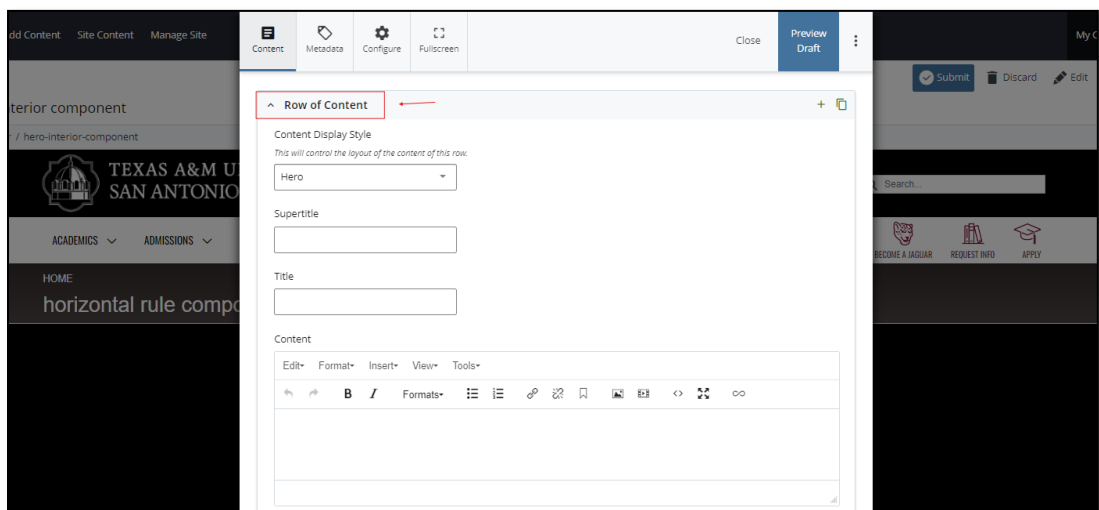 dd Content Site Content Manage Site
My C
Content Metadata Configure Fullscreen
Close
Preview
Draft
Submit Discard Edit
terior component
/ hero-interior-component
Row of Content
Content Display Style
This will control the layout of the content of this row.
Hero
TEXAS A&M U
SAN ANTONIO
Search...
Supertitle
ACADEMICS ADMISSIONS
BECOME A JAGUAR REQUEST INFO APPLY
HOME
horizontal rule compo
Title
Content
Edit Format Insert View Tools
B I Formats